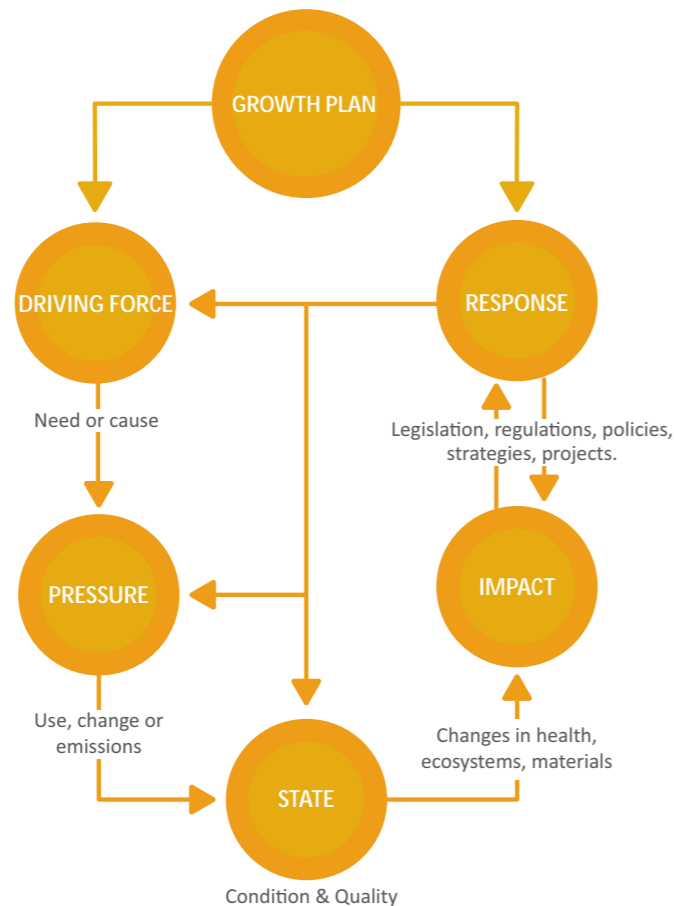 GROWTH PLAN
DRIVING FORCE
RESPONSE
Need or cause
Legislation, regulations, policies,
strategies, projects.
PRESSURE
IMPACT
Use, change or
emissions
Changes in health,
ecosystems, materials
STATE
Condition & Quality